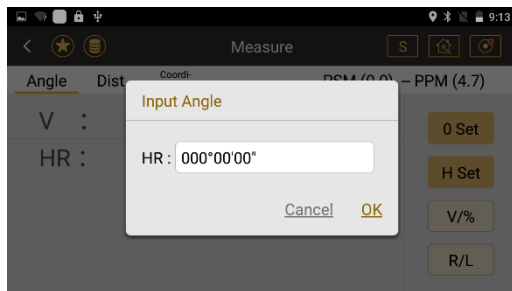 9:13
Measure
S
Angle Dist Coordi- PSM (0.0) -- PPM (4.7)
Input Angle
V :
0 Set
HR :
HR : 000°00'00"
H Set
Cancel OK
V/%
R/L